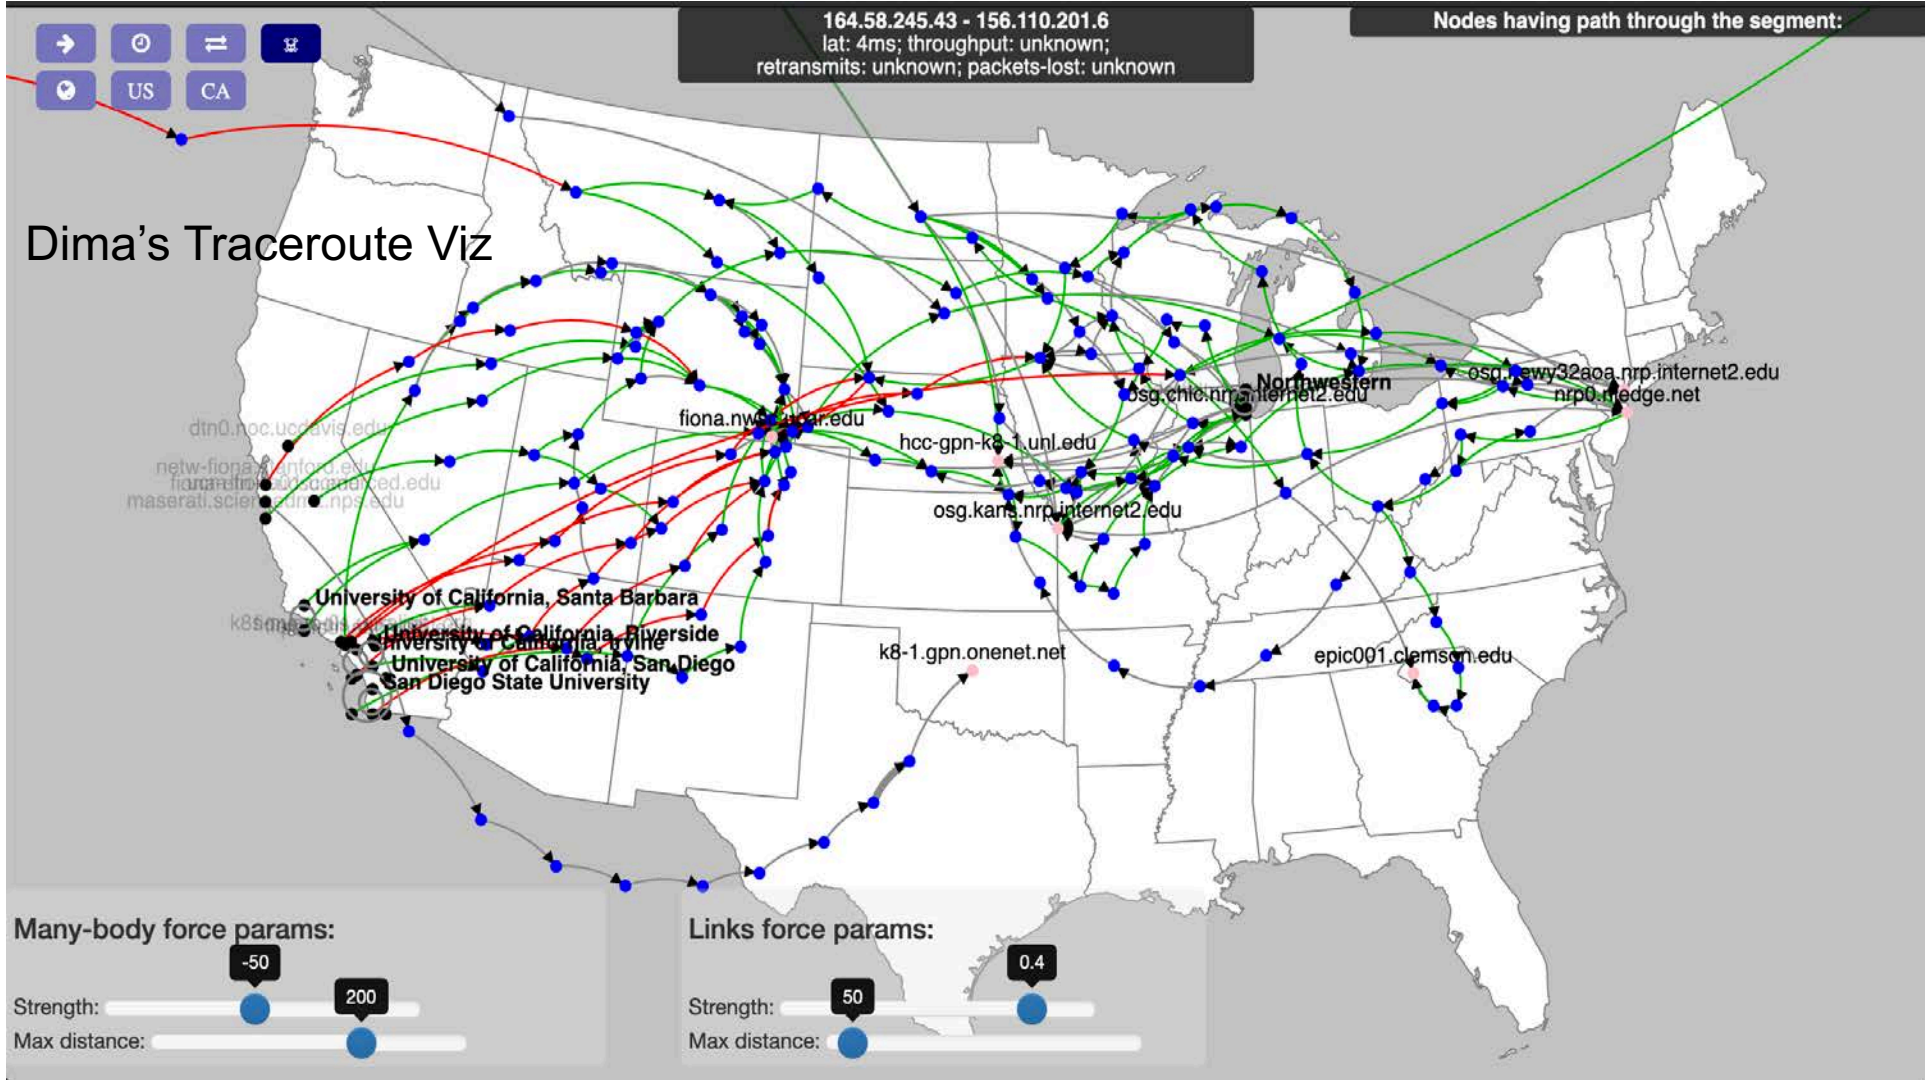 164.58.245.43 - 156.110.201.6
lat: 4ms; throughput: unknown;
retransmits: unknown; packets-lost: unknown
Nodes having path through the segment:
US
CA
Dima's Traceroute Viz
osg.newy32aoa.nrp.internet2.edu
Northwestern
osg.chic.nrp.internet2.edu
nrp0.medge.net
dtn0.noc.ucdavis.edu
hcc-gpn-k8-1.unl.edu
osg.kans.nrp.internet2.edu
University of California, Santa Barbara
University of California, Riverside
University of California, Irvine
University of California, San Diego
San Diego State University
k8-1.gpn.onenet.net
epic001.clemson.edu
Many-body force params:
-50
Strength:
200
Max distance:
Links force params:
0.4
Strength:
50
Max distance: